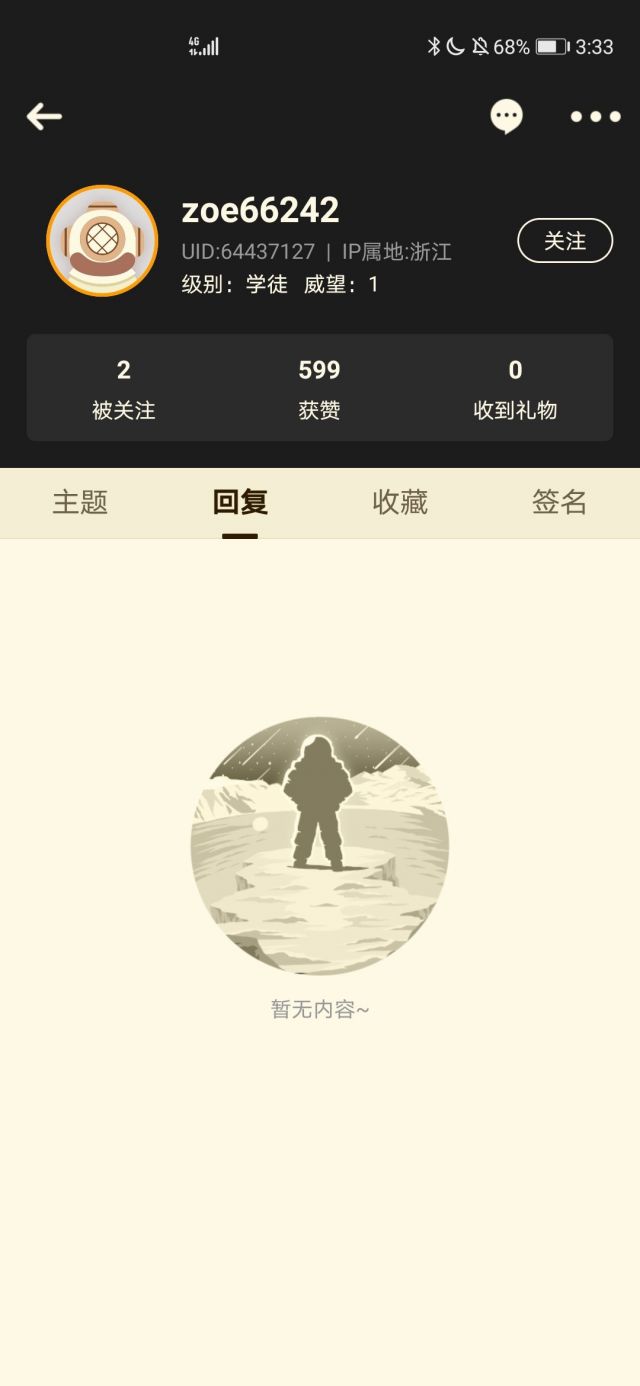 4G 68% 3:33
zoe66242
UID:64437127 | IP属地:浙江
关注
级别：学徒 威望：1
2 599 0
被关注 获赞 收到礼物
主题 回复 收藏 签名
暂无内容~